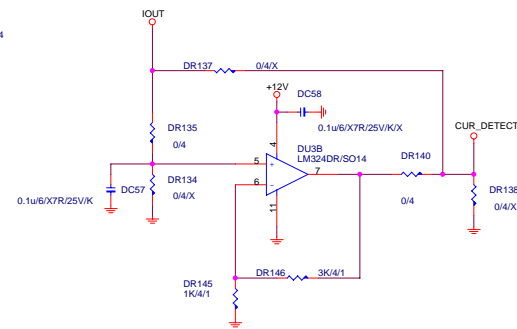 4
IOUT
DR137
0/4/X
+12V
DC58
0.1u/6/X7R/25V/K/X
CUR_DETECT
DR135
0/4
4
DU3B
LM324DR/SO14
5
+
7
DR140
6
-
DC57
0.1u/6/X7R/25V/K
DR134
0/4/X
0/4
DR138
0/4/X
11
DR146
3K/4/1
DR145
1K/4/1